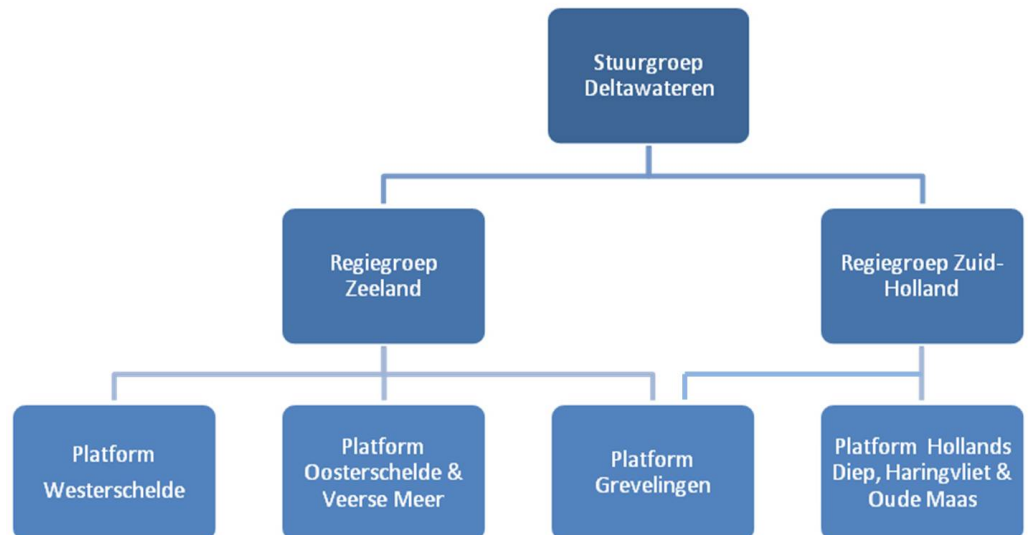 Stuurgroep
Deltawateren
Regiegroep
Zeeland
Regiegroep Zuid-
Holland
Platform
Westerschelde
Platform
Oosterschelde &
Veerse Meer
Platform
Grevelingen
Platform Hollands
Diep, Haringvliet &
Oude Maas